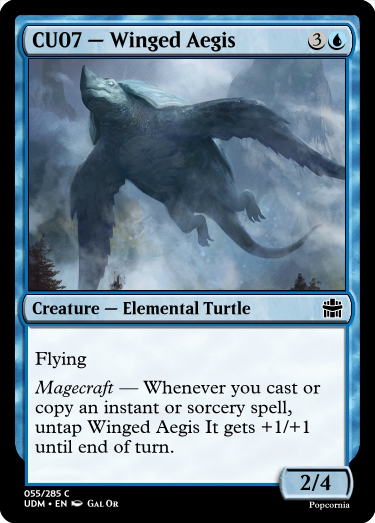 CU07 — Winged Aegis 3
Creature — Elemental Turtle
Flying
Magecraft — Whenever you cast or
copy an instant or sorcery spell,
untap Winged Aegis It gets +1/+1
until end of turn.
2/4
055/285 C
UDM • EN Gal Or
Popcornia